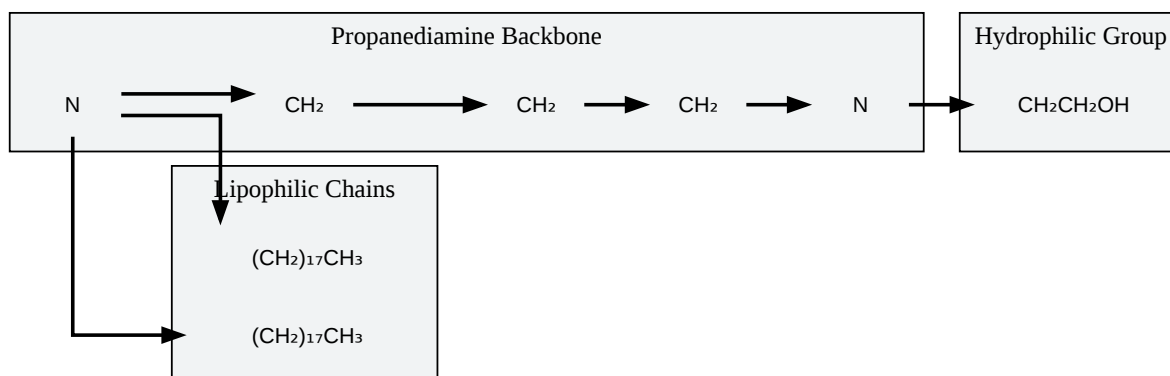 Propanediamine Backbone
Hydrophilic Group
N
CH₂
CH₂
CH₂
N
CH₂CH₂OH
Lipophilic Chains
(CH₂)₁₇CH₃
(CH₂)₁₇CH₃